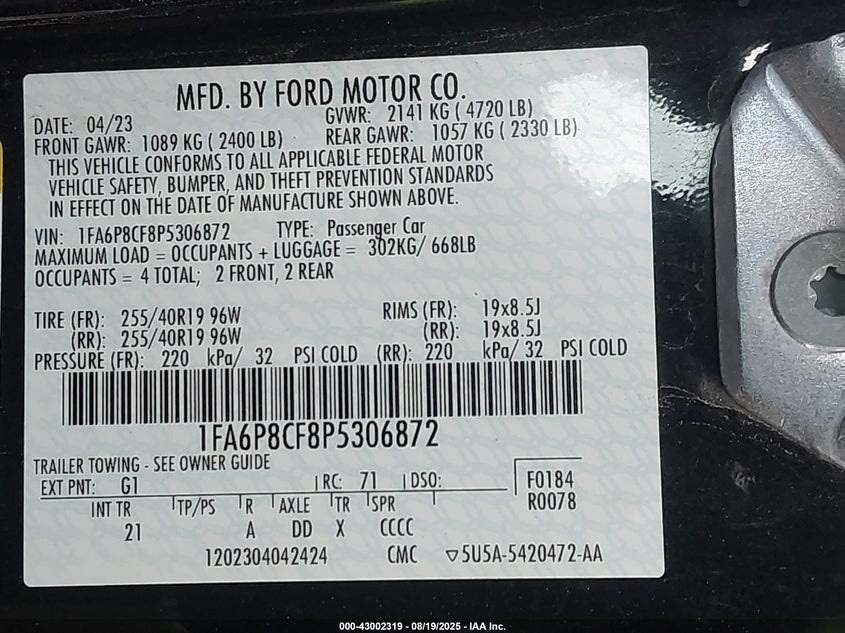 MFD. BY FORD MOTOR CO.
DATE: 04/23 GVWR: 2141 KG ( 4720 LB)
FRONT GAWR: 1089 KG ( 2400 LB) REAR GAWR: 1057 KG ( 2330 LB)
THIS VEHICLE CONFORMS TO ALL APPLICABLE FEDERAL MOTOR
VEHICLE SAFETY, BUMPER, AND THEFT PREVENTION STANDARDS
IN EFFECT ON THE DATE OF MANUFACTURE SHOWN ABOVE.
VIN: 1FA6P8CF8P5306872 TYPE: Passenger Car
MAXIMUM LOAD = OCCUPANTS + LUGGAGE = 302KG/ 668LB
OCCUPANTS = 4 TOTAL; 2 FRONT, 2 REAR
TIRE (FR): 255/40R19 96W RIMS (FR): 19x8.5J
(RR): 255/40R19 96W (RR): 19x8.5J
PRESSURE (FR): 220 kPa/ 32 PSI COLD (RR): 220 kPa/ 32 PSI COLD
1FA6P8CF8P5306872
TRAILER TOWING - SEE OWNER GUIDE
EXT PNT: G1 RC: 71 DSO: F0184
INT TR TP/PS R AXLE TR SPR R0078
21 A DD X CCCC
1202304042424 CMC ▽5U5A-5420472-AA
000-43002319 - 08/19/2025 - IAA Inc.